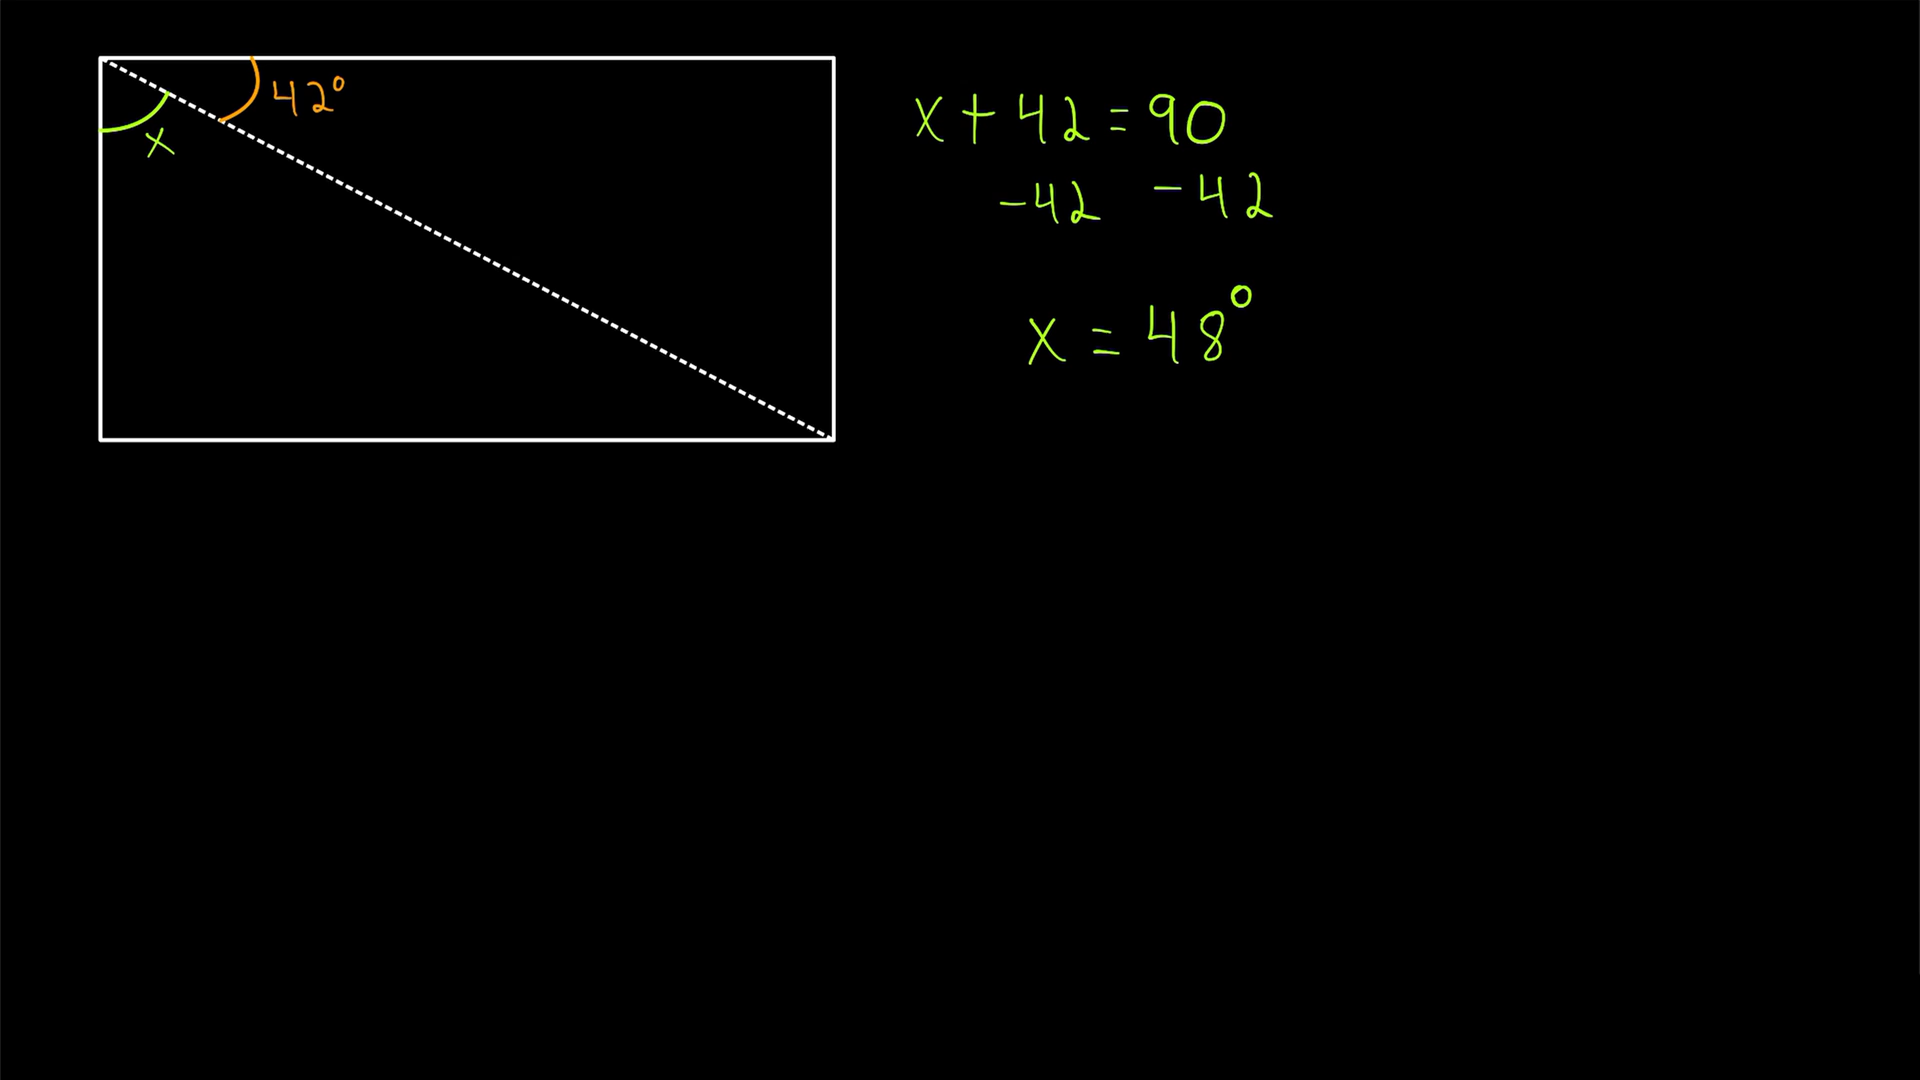 42°
x
x + 42 = 90
-42 -42
x = 48°